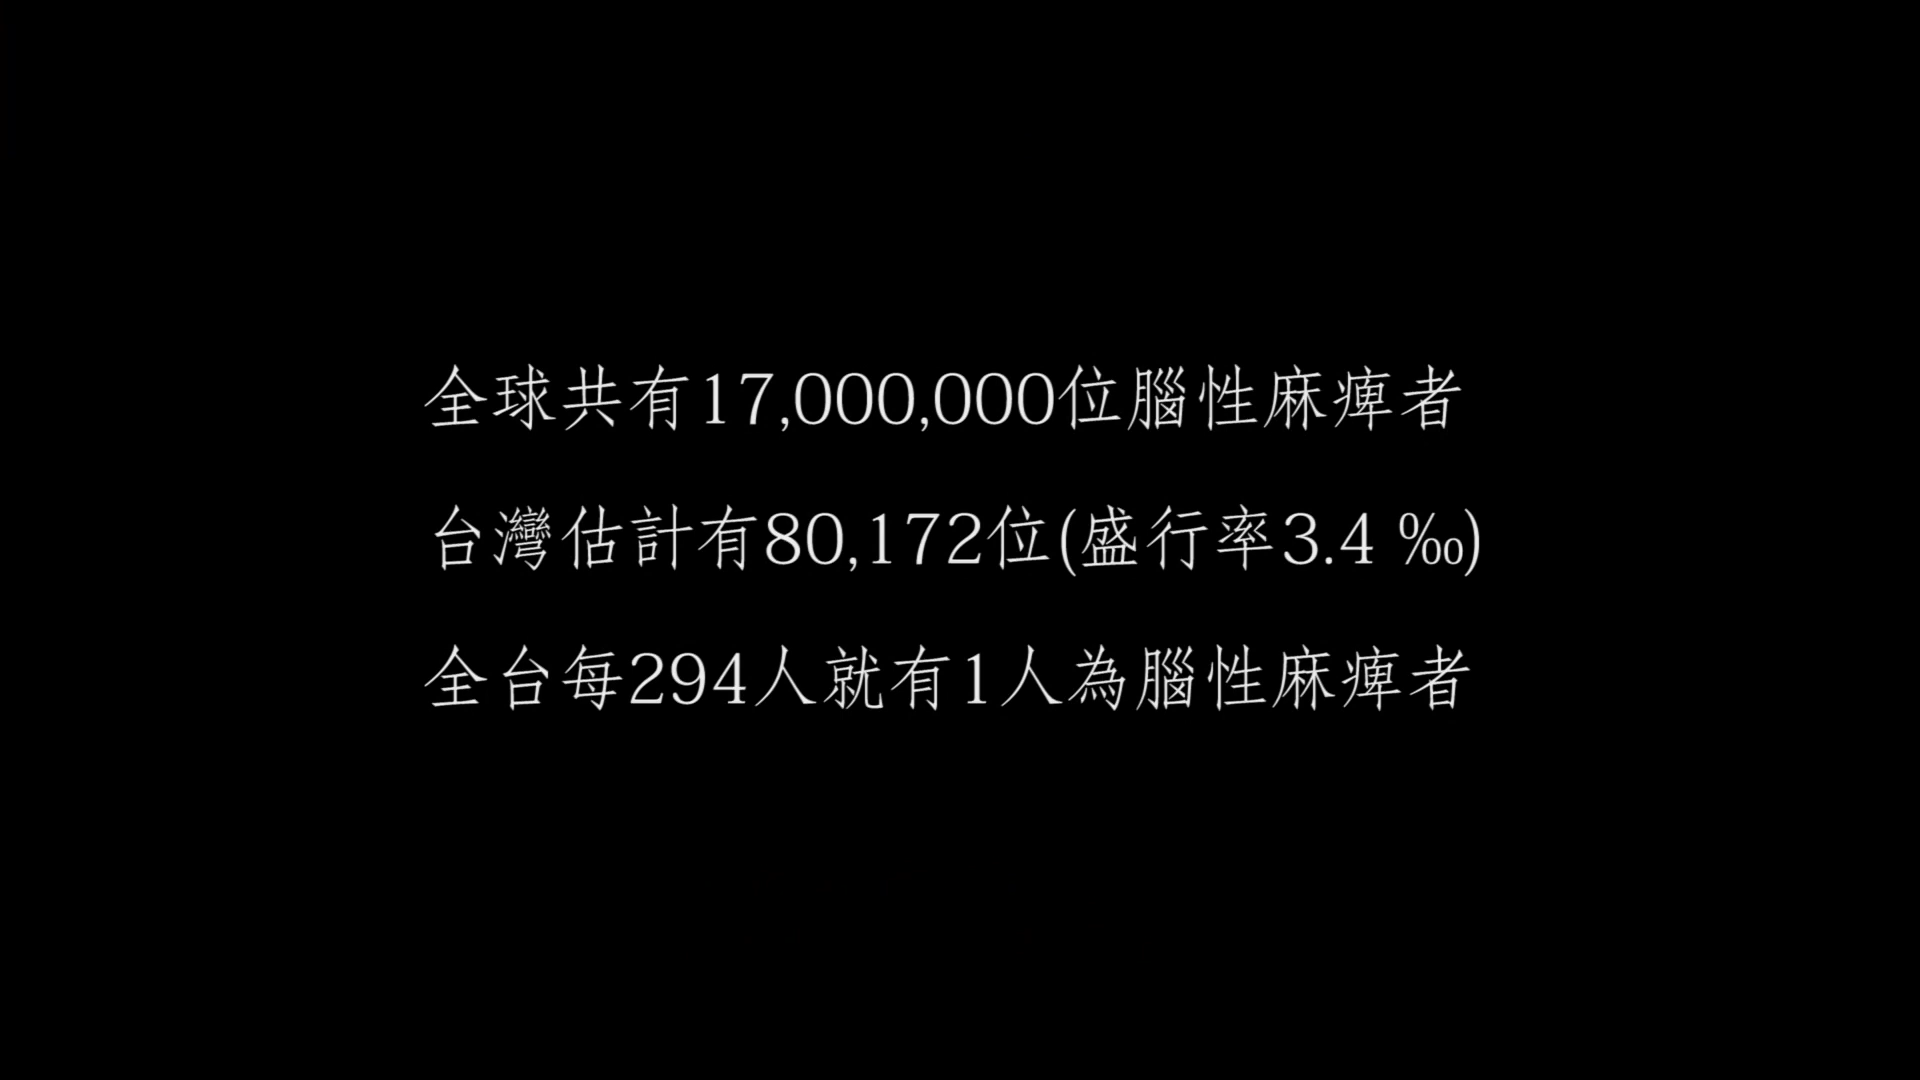 全球共有17,000,000位腦性麻痺者
台灣估計有80,172位(盛行率3.4 ‰)
全台每294人就有1人為腦性麻痺者